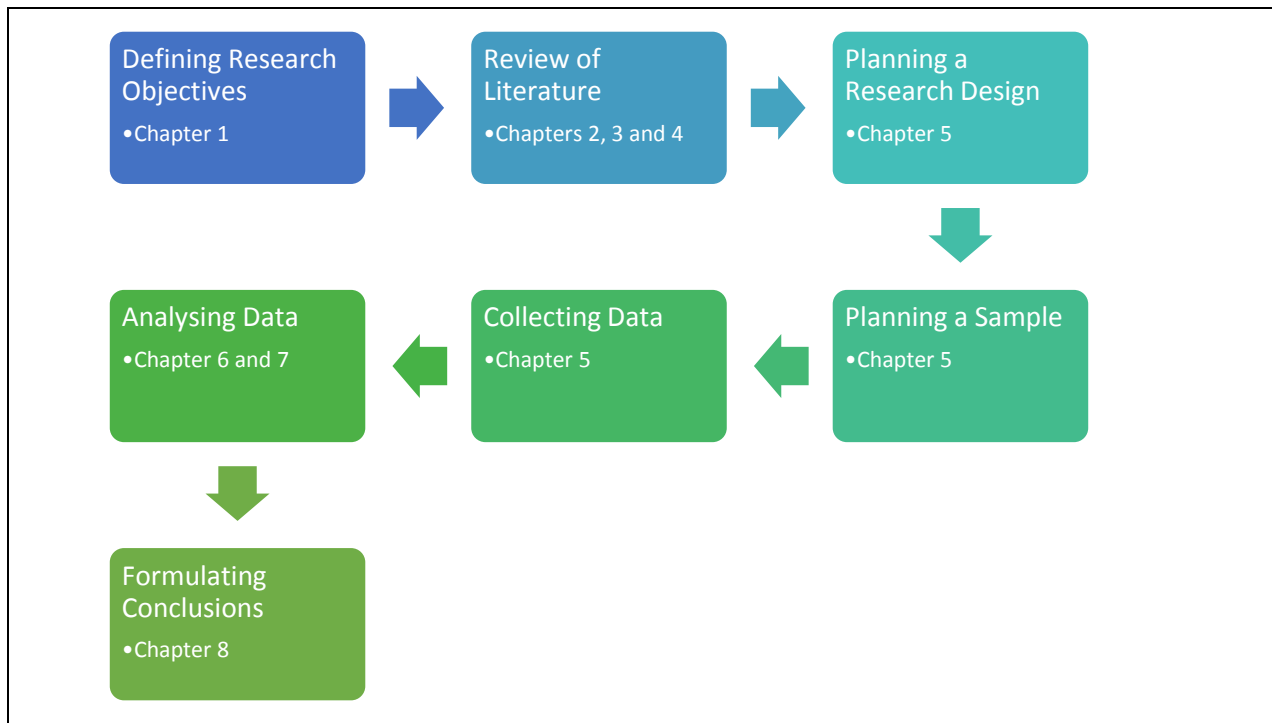 Defining Research
Objectives
•Chapter 1
Review of
Literature
•Chapters 2, 3 and 4
Planning a
Research Design
•Chapter 5
Planning a Sample
•Chapter 5
Collecting Data
•Chapter 5
Analysing Data
•Chapter 6 and 7
Formulating
Conclusions
•Chapter 8